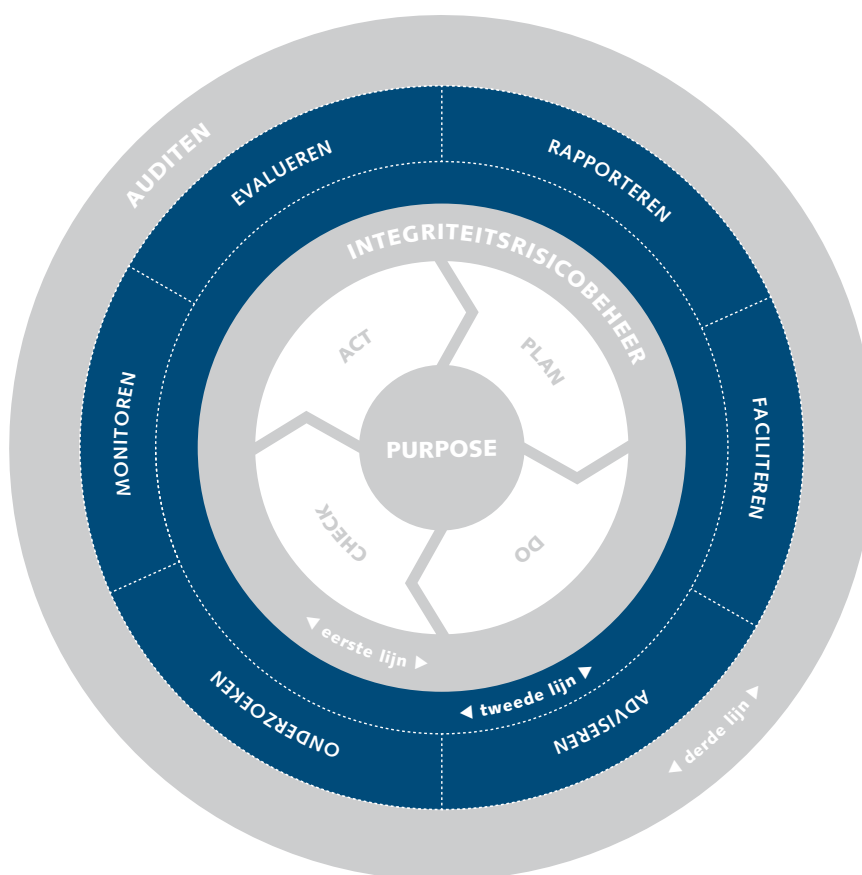 AUDITEN
EVALUEREN
RAPPORTEREN
FACILITEREN
ADVISEREN
ONDERZOEKEN
MONITOREN
INTEGRITEITSRISICOBEHEER
ACT
PLAN
DO
CHECK
PURPOSE
◀ eerste lijn ▶
◀ tweede lijn ▶
◀ derde lijn ▶